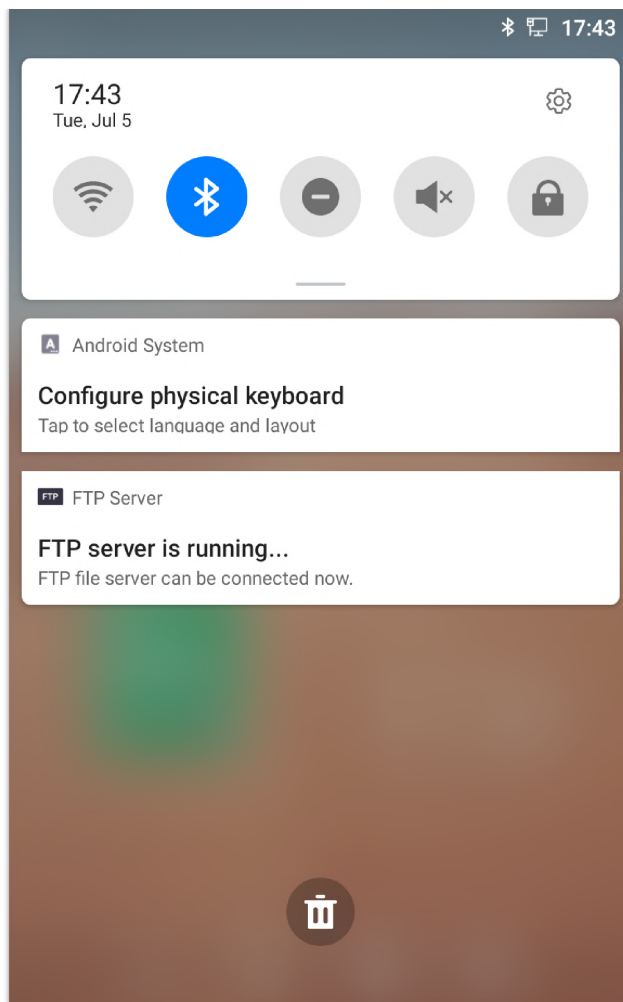 17:43
17:43
Tue, Jul 5
Android System
Configure physical keyboard
Tap to select language and layout
FTP FTP Server
FTP server is running...
FTP file server can be connected now.